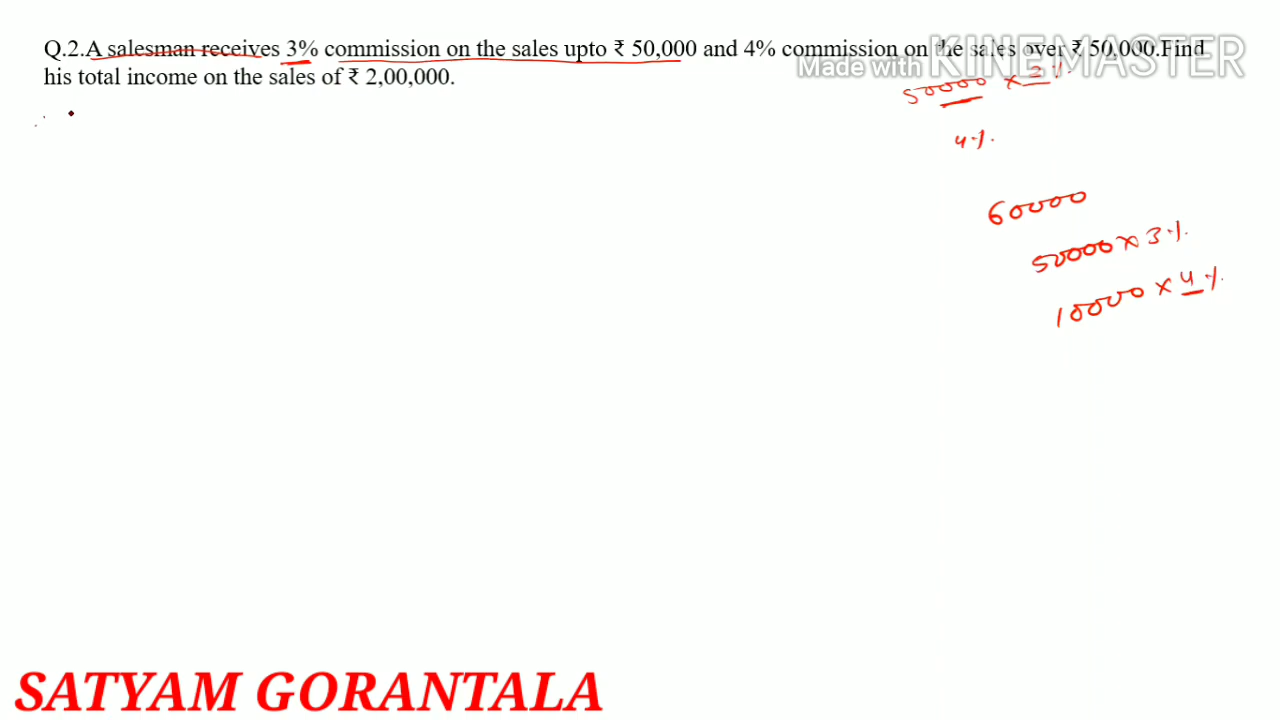 Q.2.A salesman receives 3% commission on the sales upto ₹ 50,000 and 4% commission on the sales over ₹ 50,000.Find
his total income on the sales of ₹ 2,00,000.
Made with KINEMASTER
50000 × 3%
4%
60000
50000 × 3%
10000 × 4%
SATYAM GORANTALA